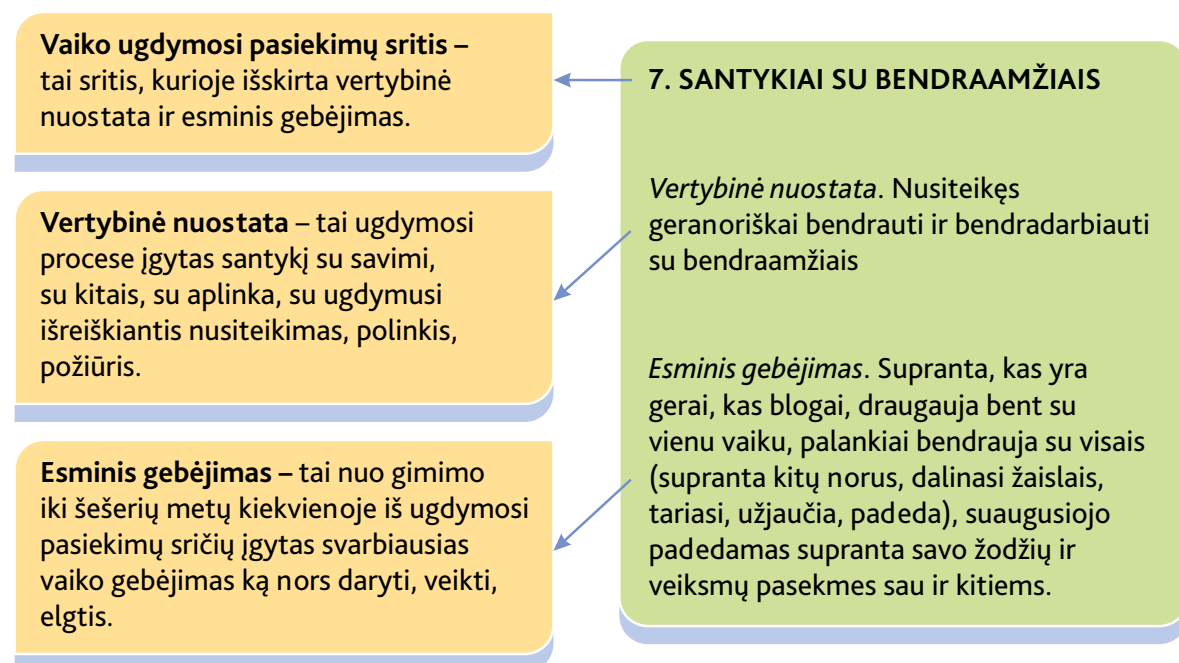 Vaiko ugdymosi pasiekimų sritis –
tai sritis, kurioje išskirta vertybinė
nuostata ir esminis gebėjimas.
Vertybinė nuostata – tai ugdymosi
procese įgytas santykį su savimi,
su kitais, su aplinka, su ugdymusi
išreiškiantis nusiteikimas, polinkis,
požiūris.
Esminis gebėjimas – tai nuo gimimo
iki šešerių metų kiekvienoje iš ugdymosi
pasiekimų sričių įgytas svarbiausias
vaiko gebėjimas ką nors daryti, veikti,
elgtis.
7. SANTYKIAI SU BENDRAAMŽIAIS
Vertybinė nuostata. Nusiteikęs
geranoriškai bendrauti ir bendradarbiauti
su bendraamžiais
Esminis gebėjimas. Supranta, kas yra
gerai, kas blogai, draugauja bent su
vienu vaiku, palankiai bendrauja su visais
(supranta kitų norus, dalinasi žaislais,
tariasi, užjaučia, padeda), suaugusiojo
padedamas supranta savo žodžių ir
veiksmų pasekmes sau ir kitiems.